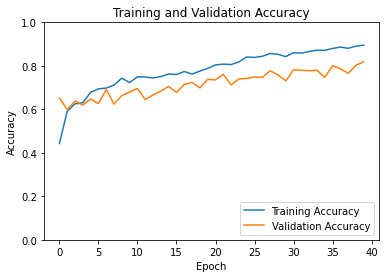 Training and Validation Accuracy
1.0
0.8
0.6
0.4
0.2
0.0
Accuracy
0 5 10 15 20 25 30 35 40
Epoch
Training Accuracy
Validation Accuracy